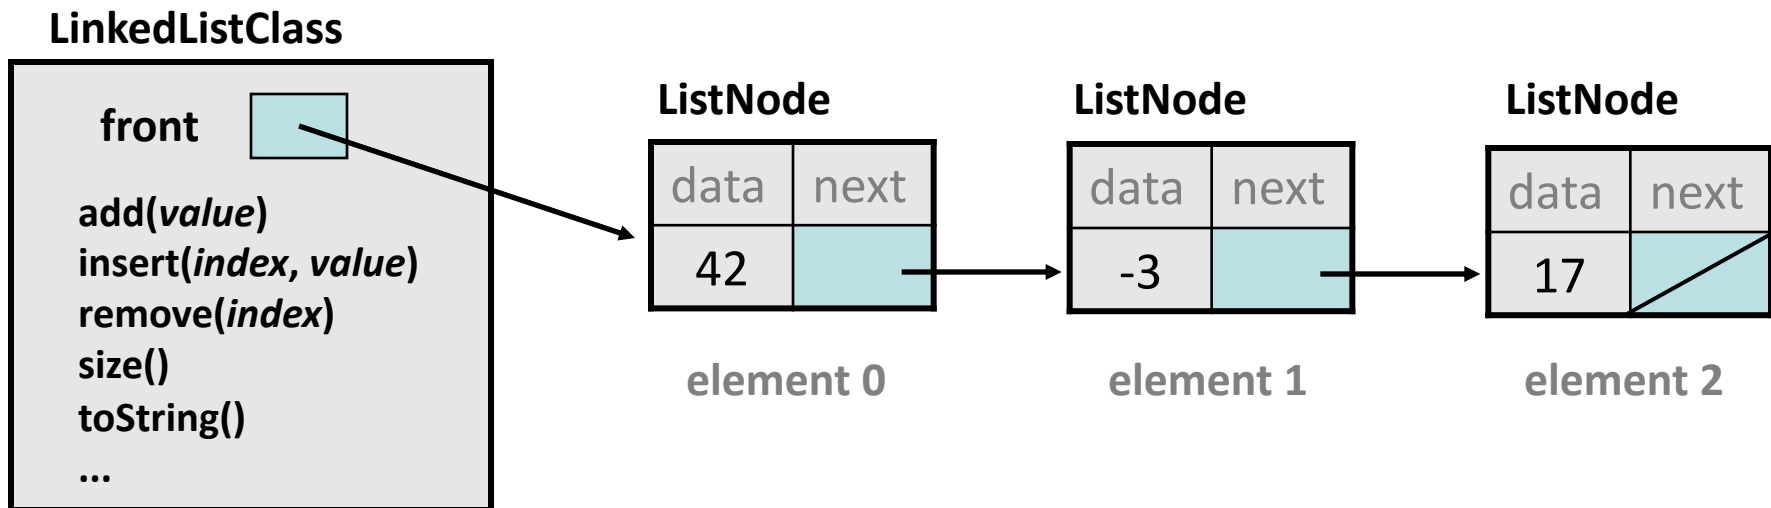 LinkedListClass
front
add(value)
insert(index, value)
remove(index)
size()
toString()
...
ListNode
data next
42
element 0
ListNode
data next
-3
element 1
ListNode
data next
17
element 2